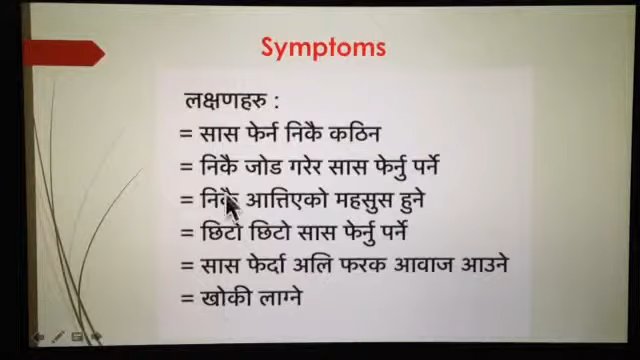 Symptoms
लक्षणहरु :
= सास फेर्न निकै कठिन
= निकै जोड गरेर सास फेर्नु पर्ने
= निकै आत्तिएको महसुस हुने
= छिटो छिटो सास फेर्नु पर्ने
= सास फेर्दा अलि फरक आवाज आउने
= खोकी लाग्ने